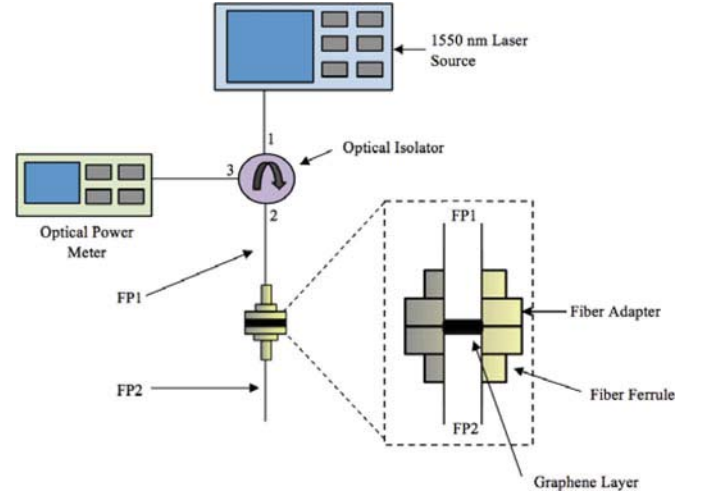 1550 nm Laser
Source
1
Optical Isolator
3
2
Optical Power
Meter
FP1
FP1
Fiber Adapter
FP2
Fiber Ferrule
FP2
Graphene Layer